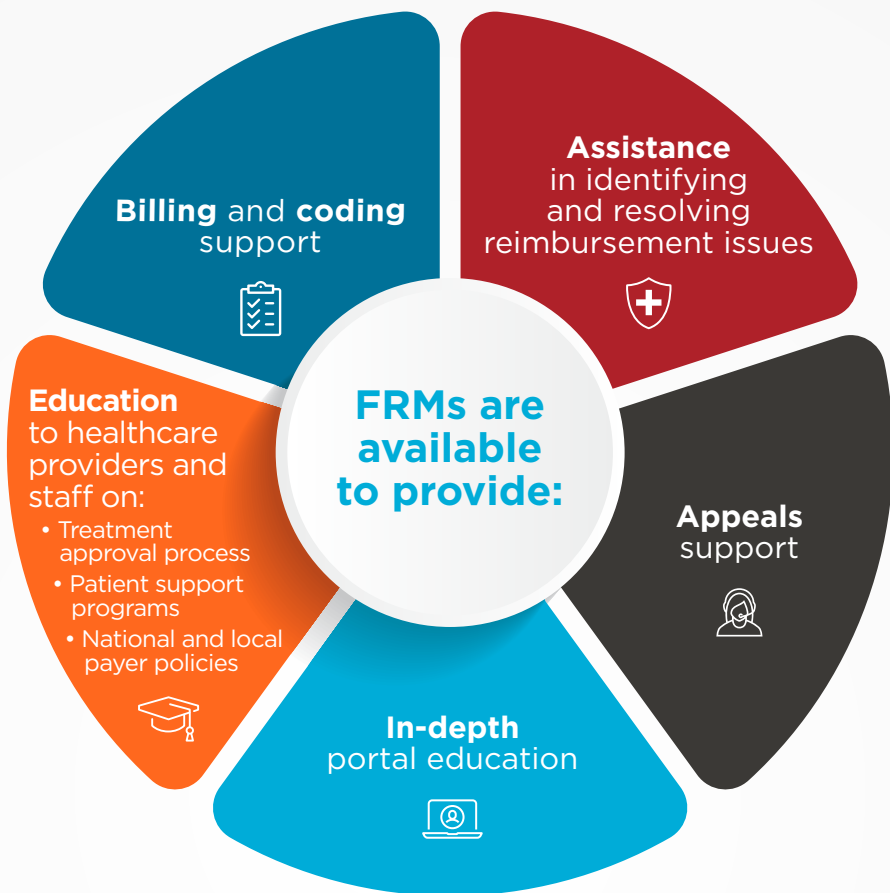 FRMs are
available
to provide:
Billing and coding
support
Assistance
in identifying
and resolving
reimbursement issues
Appeals
support
In-depth
portal education
Education
to healthcare
providers and
staff on:
• Treatment
approval process
• Patient support
programs
• National and local
payer policies